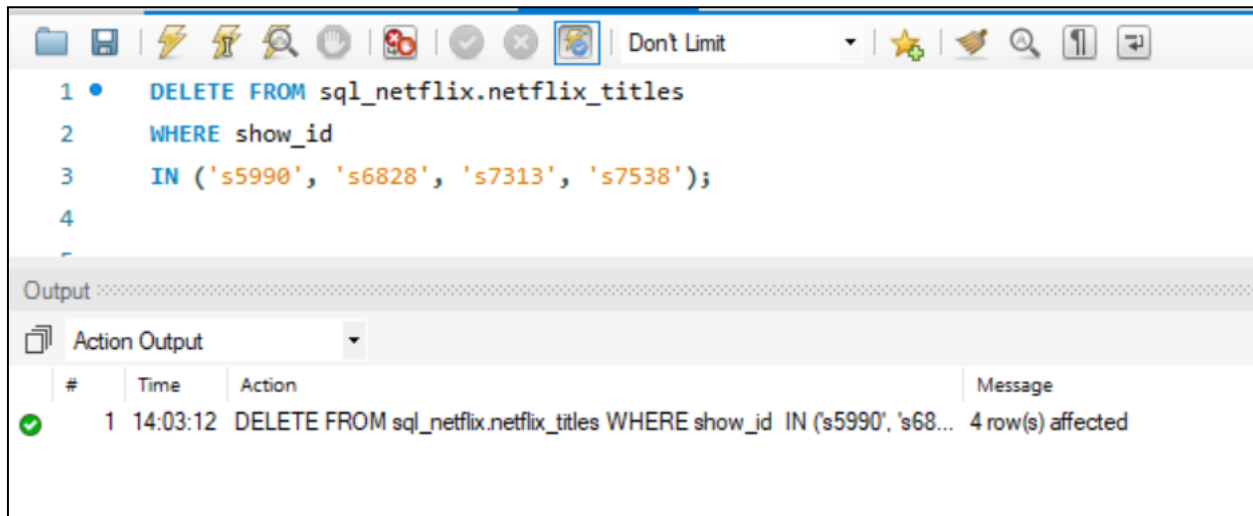 Don't Limit
1 DELETE FROM sql_netflix.netflix_titles
2 WHERE show_id
3 IN ('s5990', 's6828', 's7313', 's7538');
4
Output
Action Output
# Time Action Message
1 14:03:12 DELETE FROM sql_netflix.netflix_titles WHERE show_id IN ('s5990', 's68... 4 row(s) affected